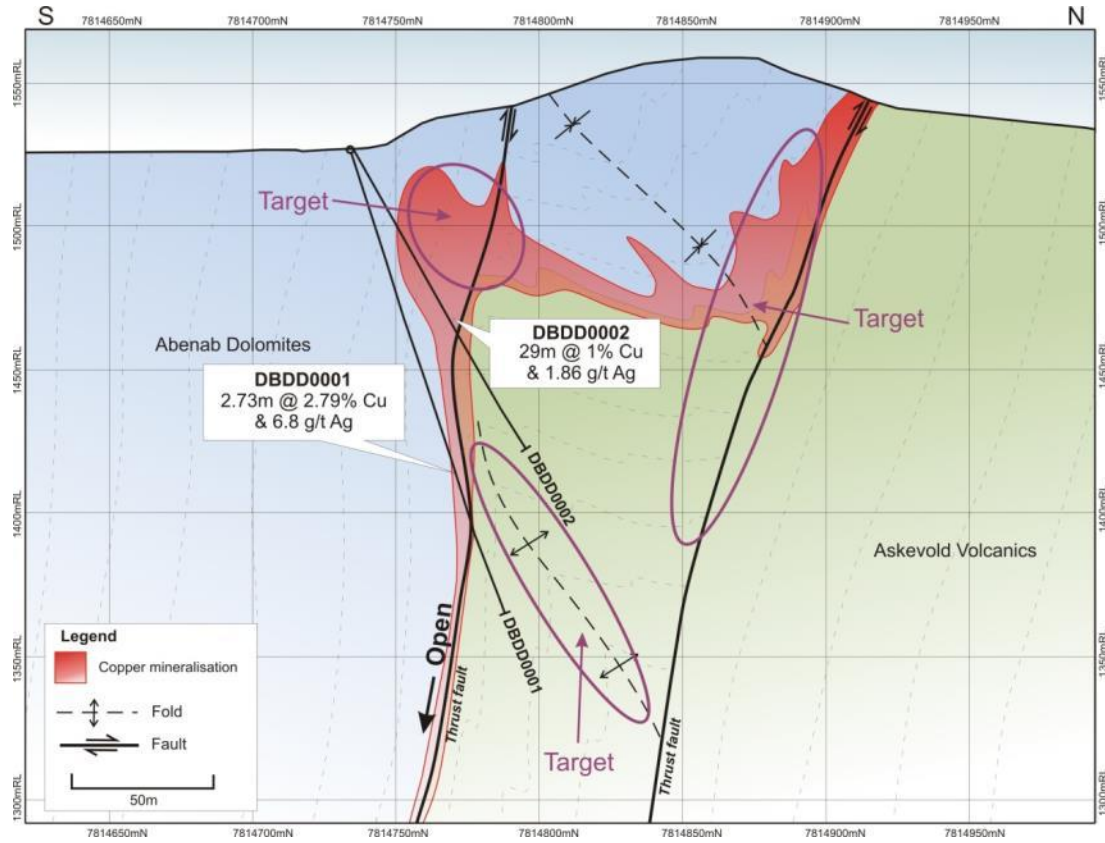 S
N
7814650mN 7814700mN 7814750mN 7814800mN 7814850mN 7814900mN 7814950mN
1550mRL
1550mRL
Target
1500mRL
1500mRL
Target
DBDD0002
29m @ 1% Cu
& 1.86 g/t Ag
Abenab Dolomites
DBDD0001
2.73m @ 2.79% Cu
& 6.8 g/t Ag
1450mRL
1450mRL
DBDD0002
1400mRL
1400mRL
Askevold Volcanics
DBDD0001
Open
Thrust fault
1350mRL
1350mRL
Target
Thrust fault
Legend
Copper mineralisation
Fold
Fault
50m
1300mRL
1300mRL
7814650mN 7814700mN 7814750mN 7814800mN 7814850mN 7814900mN 7814950mN